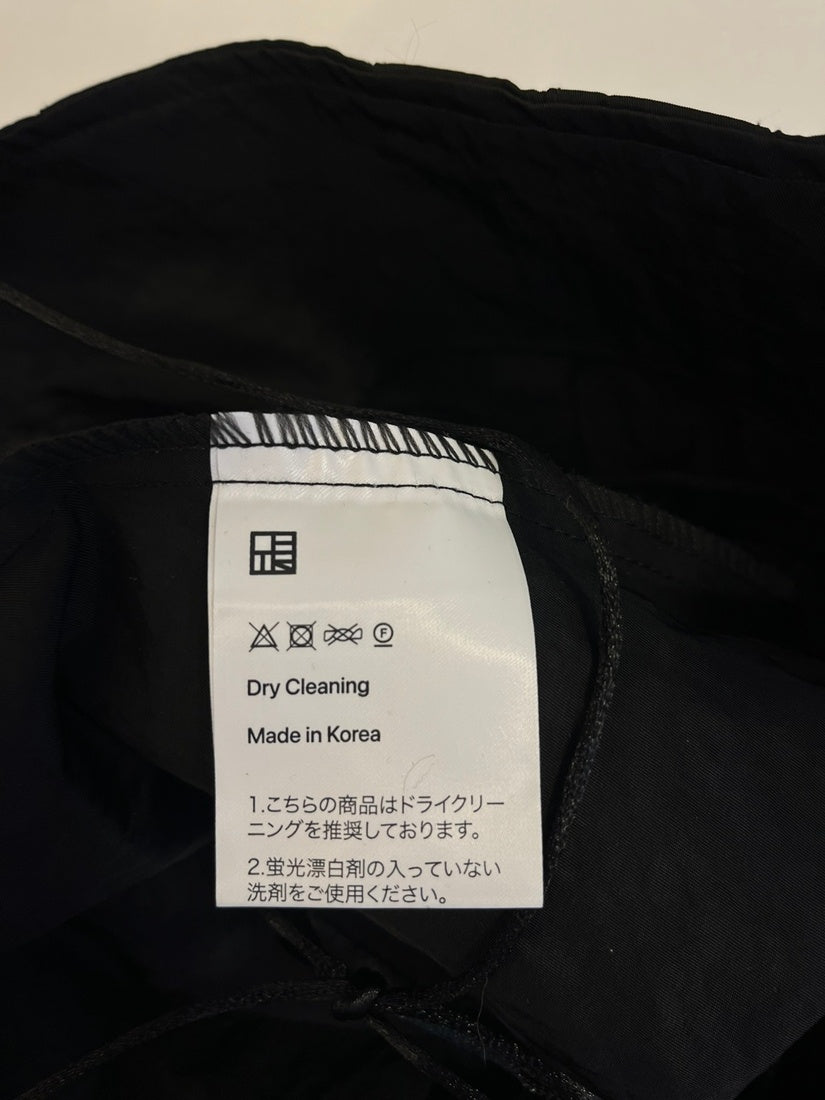 F
Dry Cleaning
Made in Korea
1.こちらの商品はドライクリー
ニングを推奨しております。
2.蛍光漂白剤の入っていない
洗剤をご使用ください。